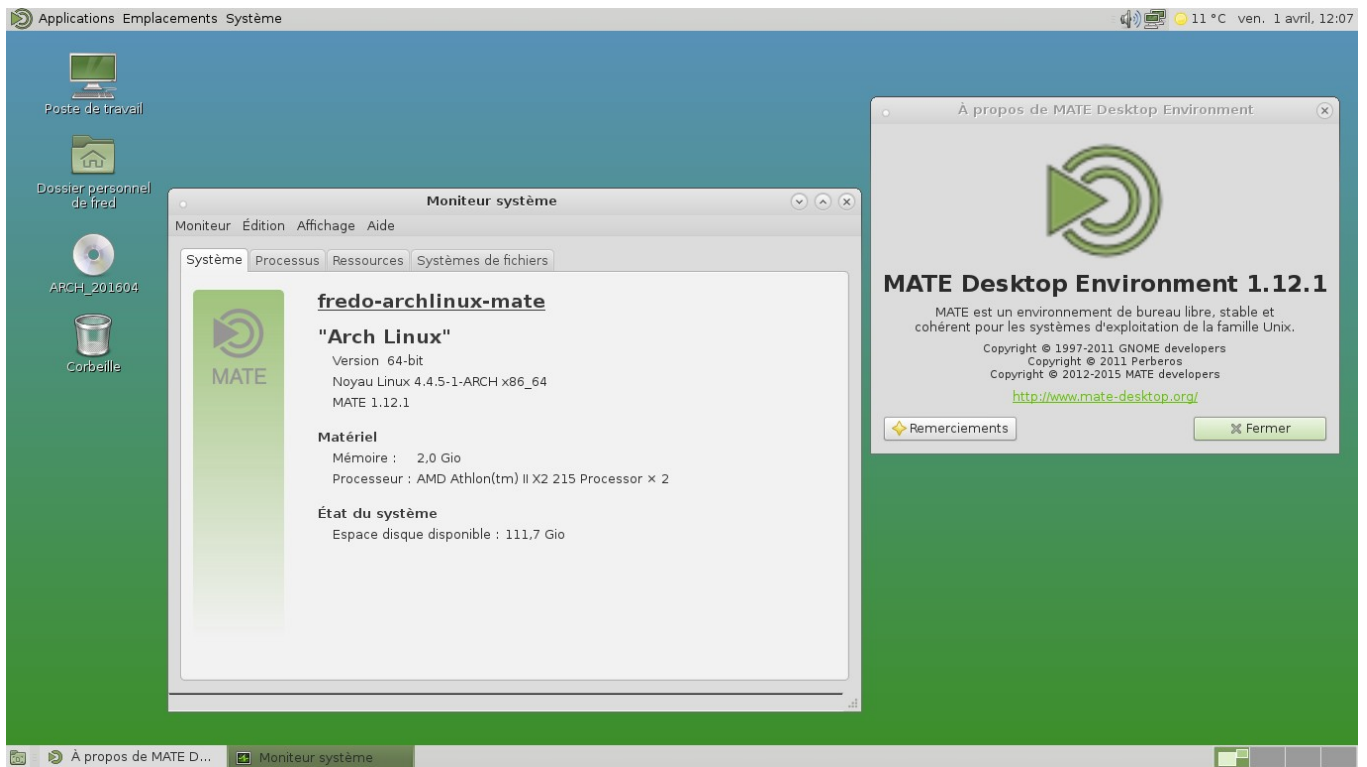 Applications Emplacements Système
11 °C ven. 1 avril, 12:07
Poste de travail
Dossier personnel
de fred
ARCH_201604
Corbeille
Moniteur système
Moniteur Édition Affichage Aide
Système Processus Ressources Systèmes de fichiers
MATE
fredo-archlinux-mate
"Arch Linux"
Version 64-bit
Noyau Linux 4.4.5-1-ARCH x86_64
MATE 1.12.1
Matériel
Mémoire : 2,0 Gio
Processeur : AMD Athlon(tm) II X2 215 Processor × 2
État du système
Espace disque disponible : 111,7 Gio
À propos de MATE Desktop Environment
MATE Desktop Environment 1.12.1
MATE est un environnement de bureau libre, stable et
cohérent pour les systèmes d'exploitation de la famille Unix.
Copyright © 1997-2011 GNOME developers
Copyright © 2011 Perberos
Copyright © 2012-2015 MATE developers
http://www.mate-desktop.org/
Remerciements
Fermer
À propos de MATE D...
Moniteur système